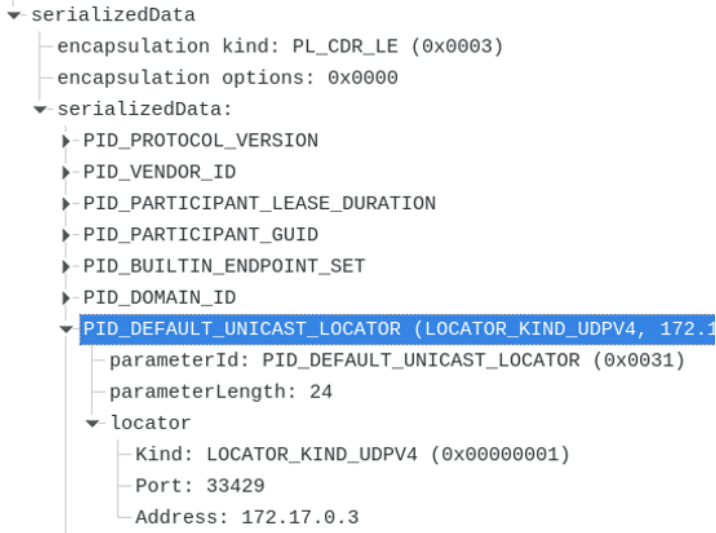 serializedData
encapsulation kind: PL_CDR_LE (0x0003)
encapsulation options: 0x0000
serializedData:
PID_PROTOCOL_VERSION
PID_VENDOR_ID
PID_PARTICIPANT_LEASE_DURATION
PID_PARTICIPANT_GUID
PID_BUILTIN_ENDPOINT_SET
PID_DOMAIN_ID
PID_DEFAULT_UNICAST_LOCATOR (LOCATOR_KIND_UDPV4, 172.1
parameterId: PID_DEFAULT_UNICAST_LOCATOR (0x0031)
parameterLength: 24
locator
Kind: LOCATOR_KIND_UDPV4 (0x00000001)
Port: 33429
Address: 172.17.0.3